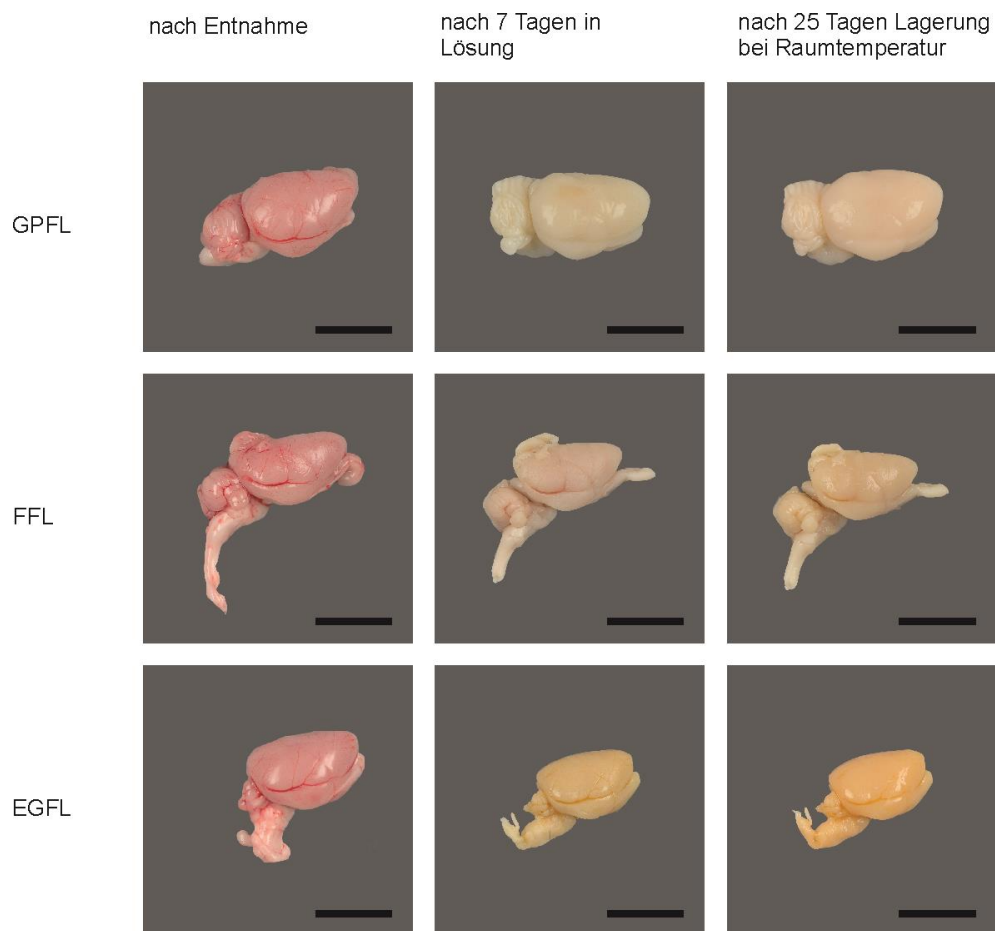 nach Entnahme
nach 7 Tagen in
Lösung
nach 25 Tagen Lagerung
bei Raumtemperatur
GPFL
FFL
EGFL